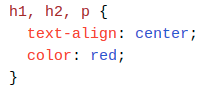 h1, h2, p {
  text-align: center;
  color: red;
}